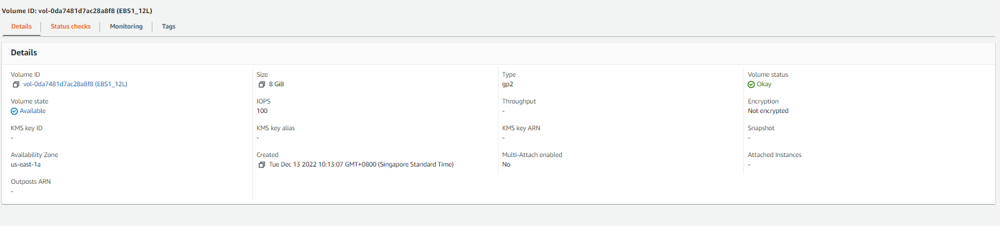 Volume ID: vol-0da7481d7ac28a8f8 (EBS1_12L)
Details Status checks Monitoring Tags
Details
Volume ID Size Type Volume status
vol-0da7481d7ac28a8f8 (EBS1_12L) 8 GiB gp2 Okay
Volume state IOPS Throughput Encryption
Available 100 - Not encrypted
KMS key ID KMS key alias KMS key ARN Snapshot
- - - -
Availability Zone Created Multi-Attach enabled Attached Instances
us-east-1a Tue Dec 13 2022 10:13:07 GMT+0800 (Singapore Standard Time) No -
Outposts ARN
-